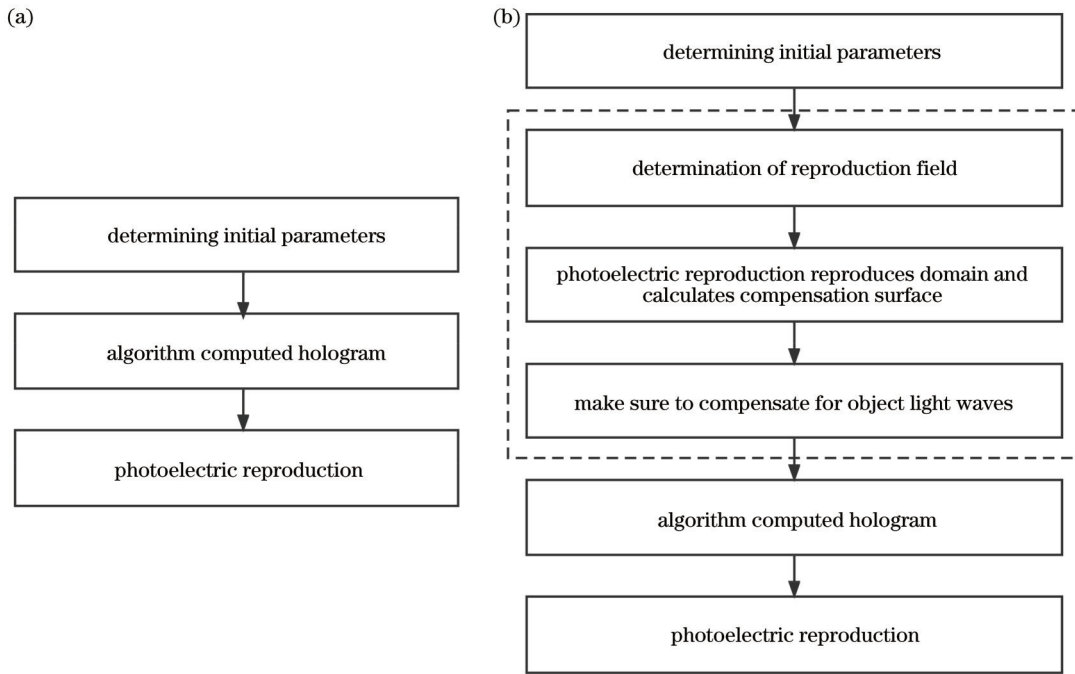 (a)
determining initial parameters
algorithm computed hologram
photoelectric reproduction
(b)
determining initial parameters
determination of reproduction field
photoelectric reproduction reproduces domain and
calculates compensation surface
make sure to compensate for object light waves
algorithm computed hologram
photoelectric reproduction